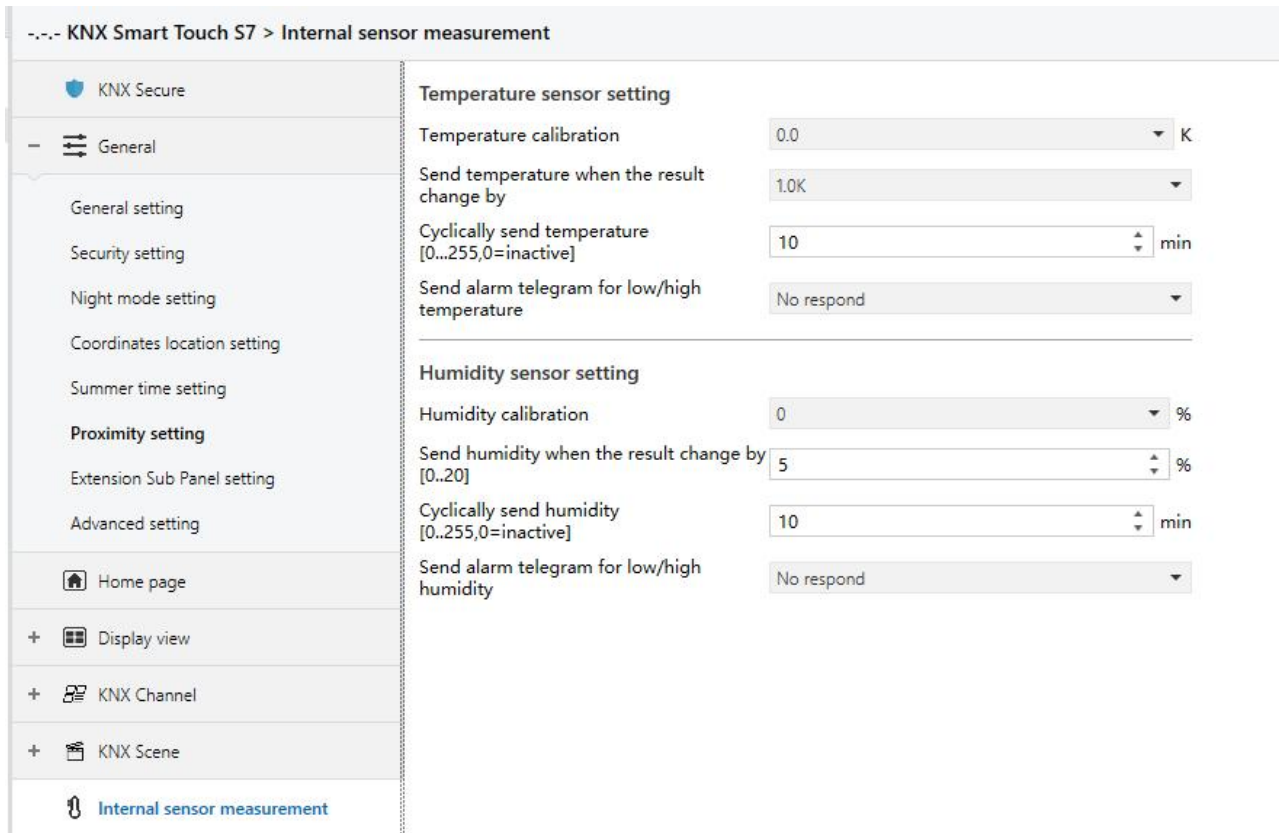 -.-.- KNX Smart Touch S7 > Internal sensor measurement
KNX Secure
General
General setting
Security setting
Night mode setting
Coordinates location setting
Summer time setting
Proximity setting
Extension Sub Panel setting
Advanced setting
Home page
Display view
KNX Channel
KNX Scene
Internal sensor measurement
Temperature sensor setting
Temperature calibration 0.0 K
Send temperature when the result
change by 1.0K
Cyclically send temperature
[0...255,0=inactive] 10 min
Send alarm telegram for low/high
temperature No respond
Humidity sensor setting
Humidity calibration 0 %
Send humidity when the result change by
[0..20] 5 %
Cyclically send humidity
[0..255,0=inactive] 10 min
Send alarm telegram for low/high
humidity No respond